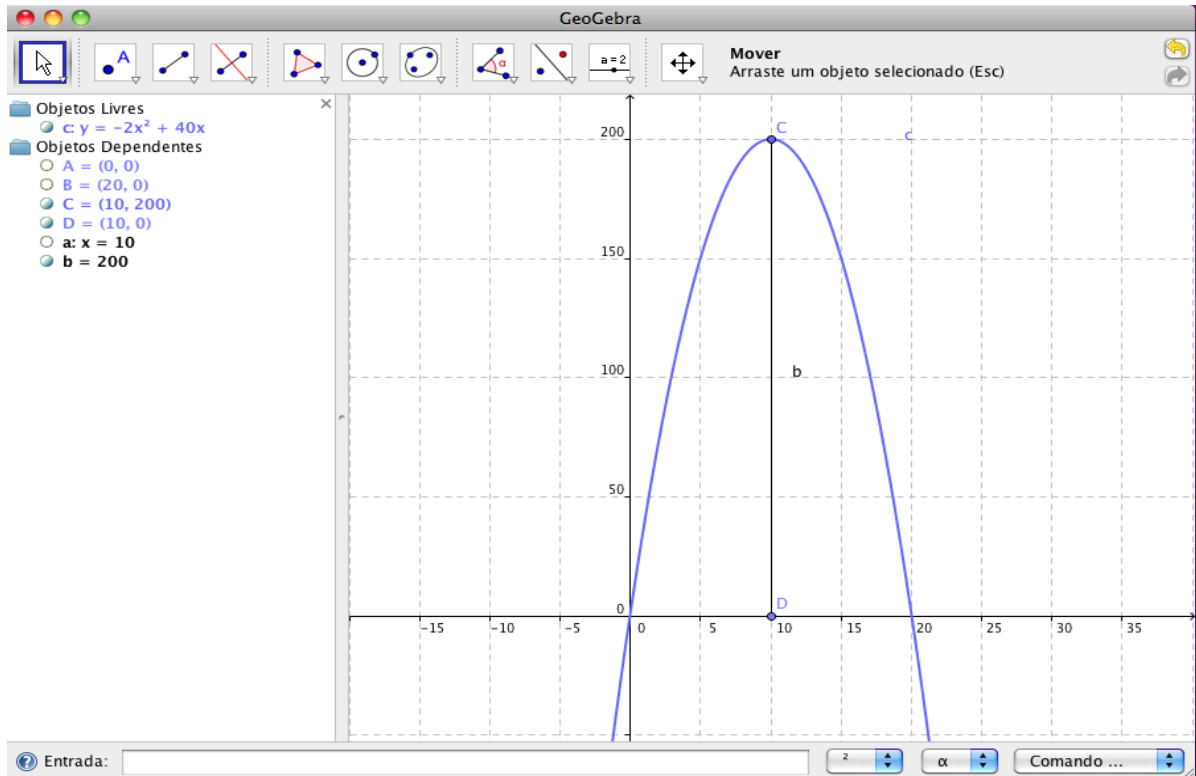 GeoGebra
A
α
a = 2
Mover
Arraste um objeto selecionado (Esc)
Objetos Livres
c: y = −2x² + 40x
Objetos Dependentes
A = (0, 0)
B = (20, 0)
C = (10, 200)
D = (10, 0)
a: x = 10
b = 200
200
C
c
150
100
b
50
0
D
−15
−10
−5
0
5
10
15
20
25
30
35
Entrada:
²
α
Comando ...